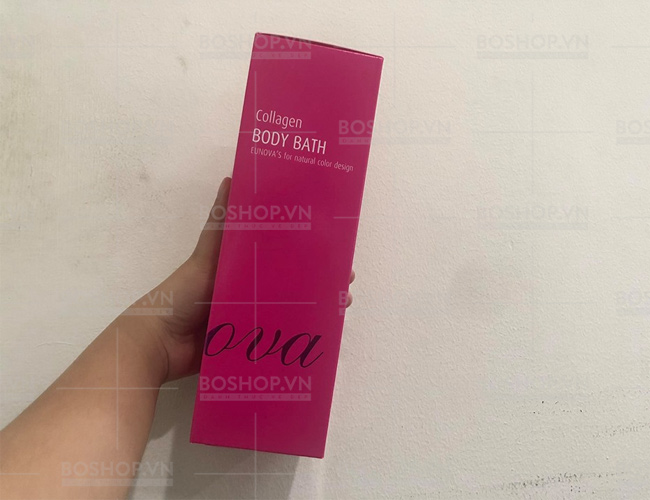 Collagen
BODY BATH
EUNOVA'S for natural color design
ova
BOSHOP.VN